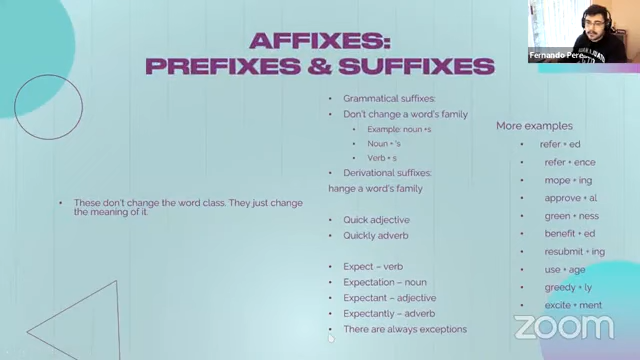 AFFIXES:
PREFIXES & SUFFIXES
Fernando Pere
These don't change the word class. They just change
the meaning of it.
Grammatical suffixes:
Don't change a word's family
Example: noun +s
Noun + 's
Verb + s
Derivational suffixes:
hange a word's family
Quick adjective
Quickly adverb
Expect – verb
Expectation – noun
Expectant – adjective
Expectantly – adverb
There are always exceptions
More examples
refer + ed
refer + ence
mope + ing
approve + al
green + ness
benefit + ed
resubmit + ing
use + age
greedy + ly
excite + ment
zoom